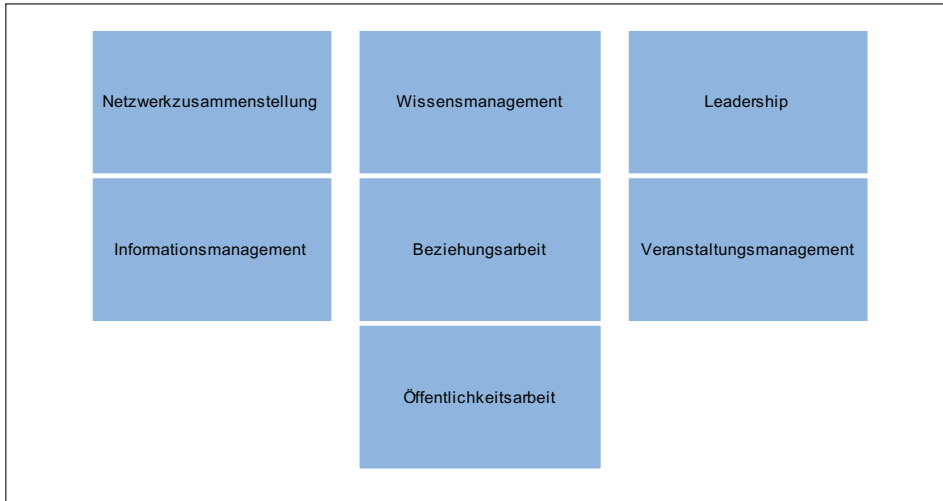 Netzwerkzusammenstellung
Wissensmanagement
Leadership
Informationsmanagement
Beziehungsarbeit
Veranstaltungsmanagement
Öffentlichkeitsarbeit